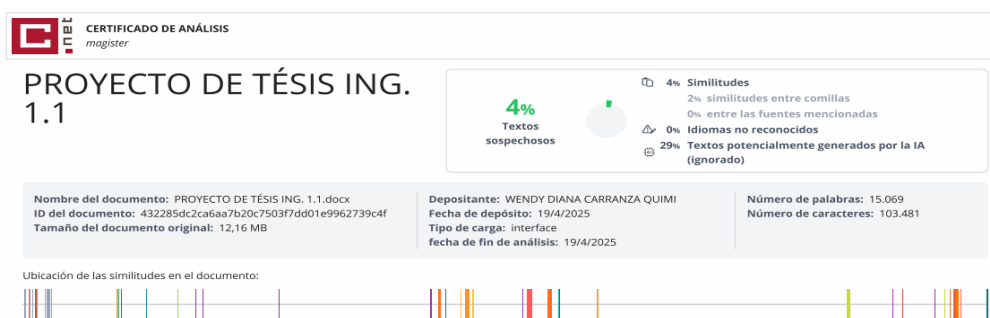 C.net
CERTIFICADO DE ANÁLISIS
magister
PROYECTO DE TÉSIS ING.
1.1
4%
Textos
sospechosos
4% Similitudes
2% similitudes entre comillas
0% entre las fuentes mencionadas
0% Idiomas no reconocidos
29% Textos potencialmente generados por la IA
(ignorado)
Nombre del documento: PROYECTO DE TÉSIS ING. 1.1.docx
ID del documento: 432285dc2ca6aa7b20c7503f7dd01e9962739c4f
Tamaño del documento original: 12,16 MB
Depositante: WENDY DIANA CARRANZA QUIMI
Fecha de depósito: 19/4/2025
Tipo de carga: interface
fecha de fin de análisis: 19/4/2025
Número de palabras: 15.069
Número de caracteres: 103.481
Ubicación de las similitudes en el documento: